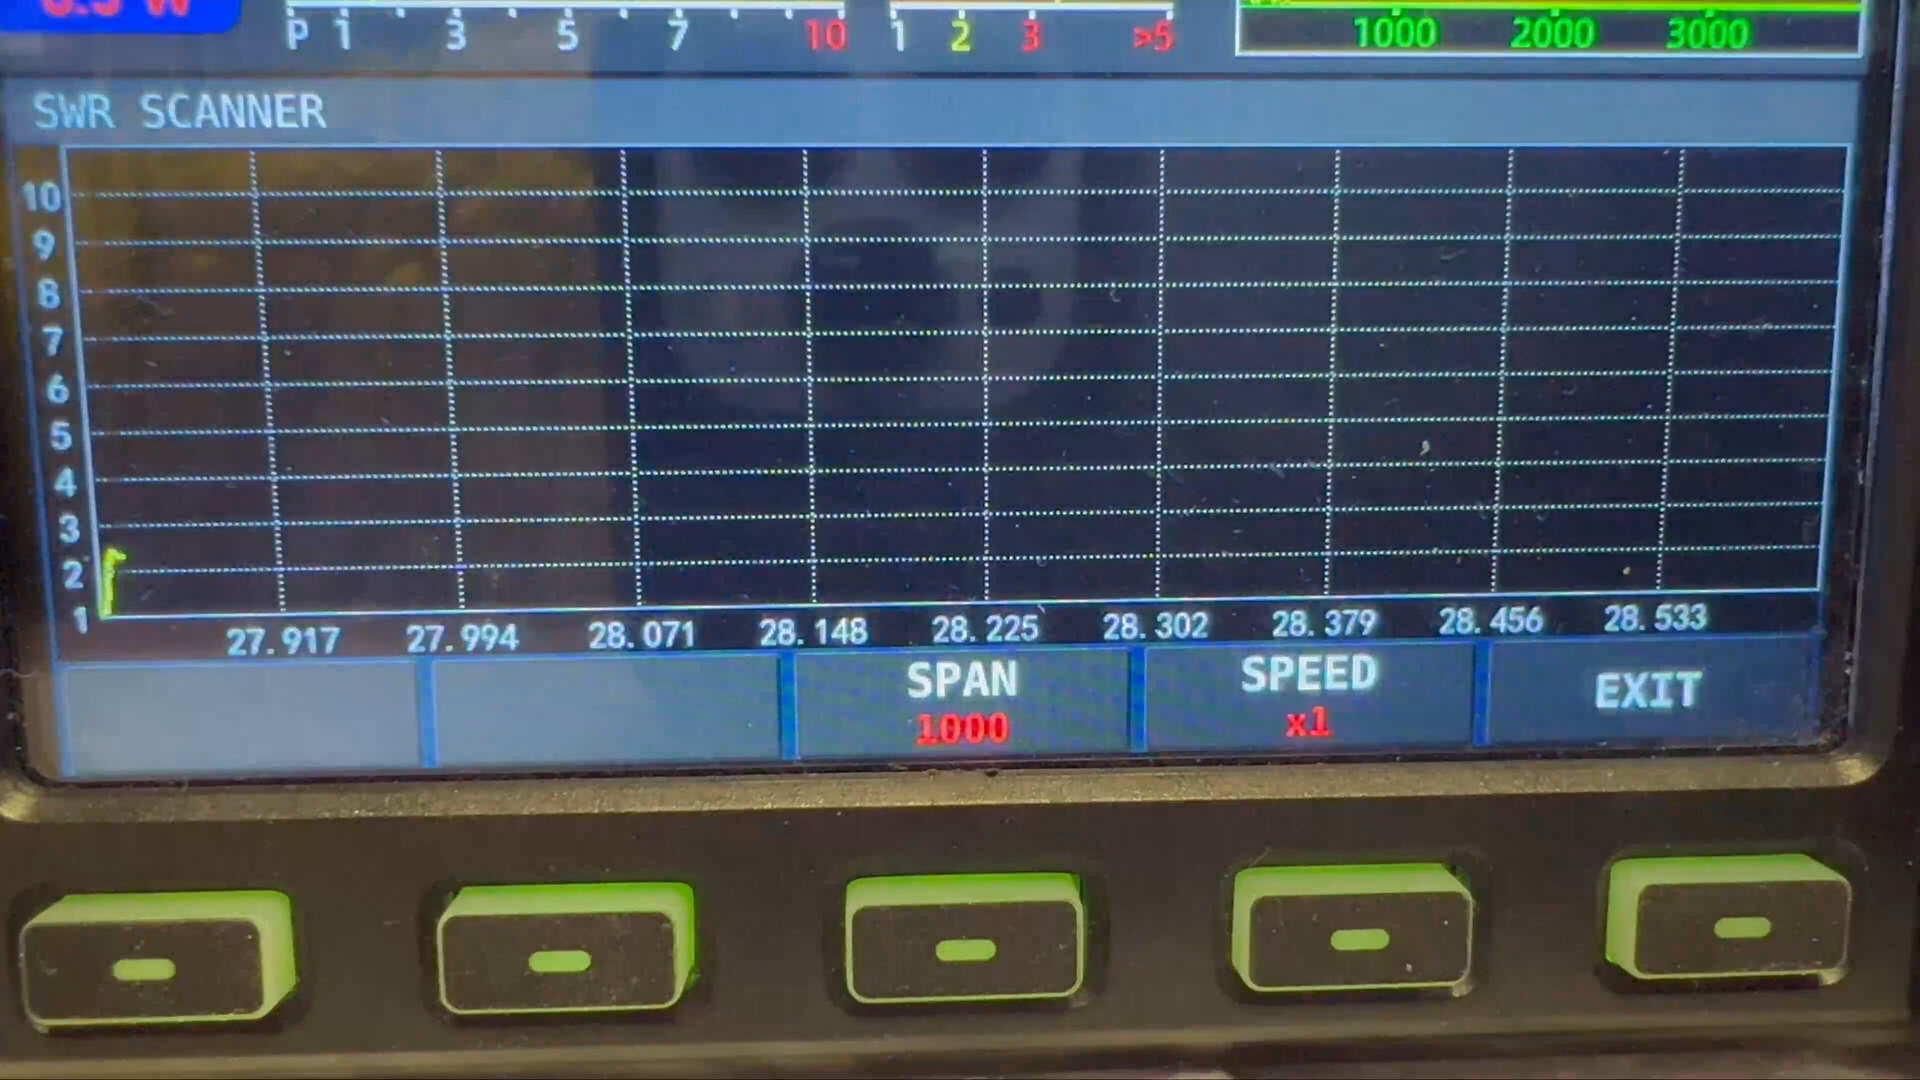 P 1 3 5 7 10 1 2 3 >5 1000 2000 3000
SWR SCANNER
10
9
8
7
6
5
4
3
2
1
27.917 27.994 28.071 28.148 28.225 28.302 28.379 28.456 28.533
SPAN SPEED EXIT
1000 x1